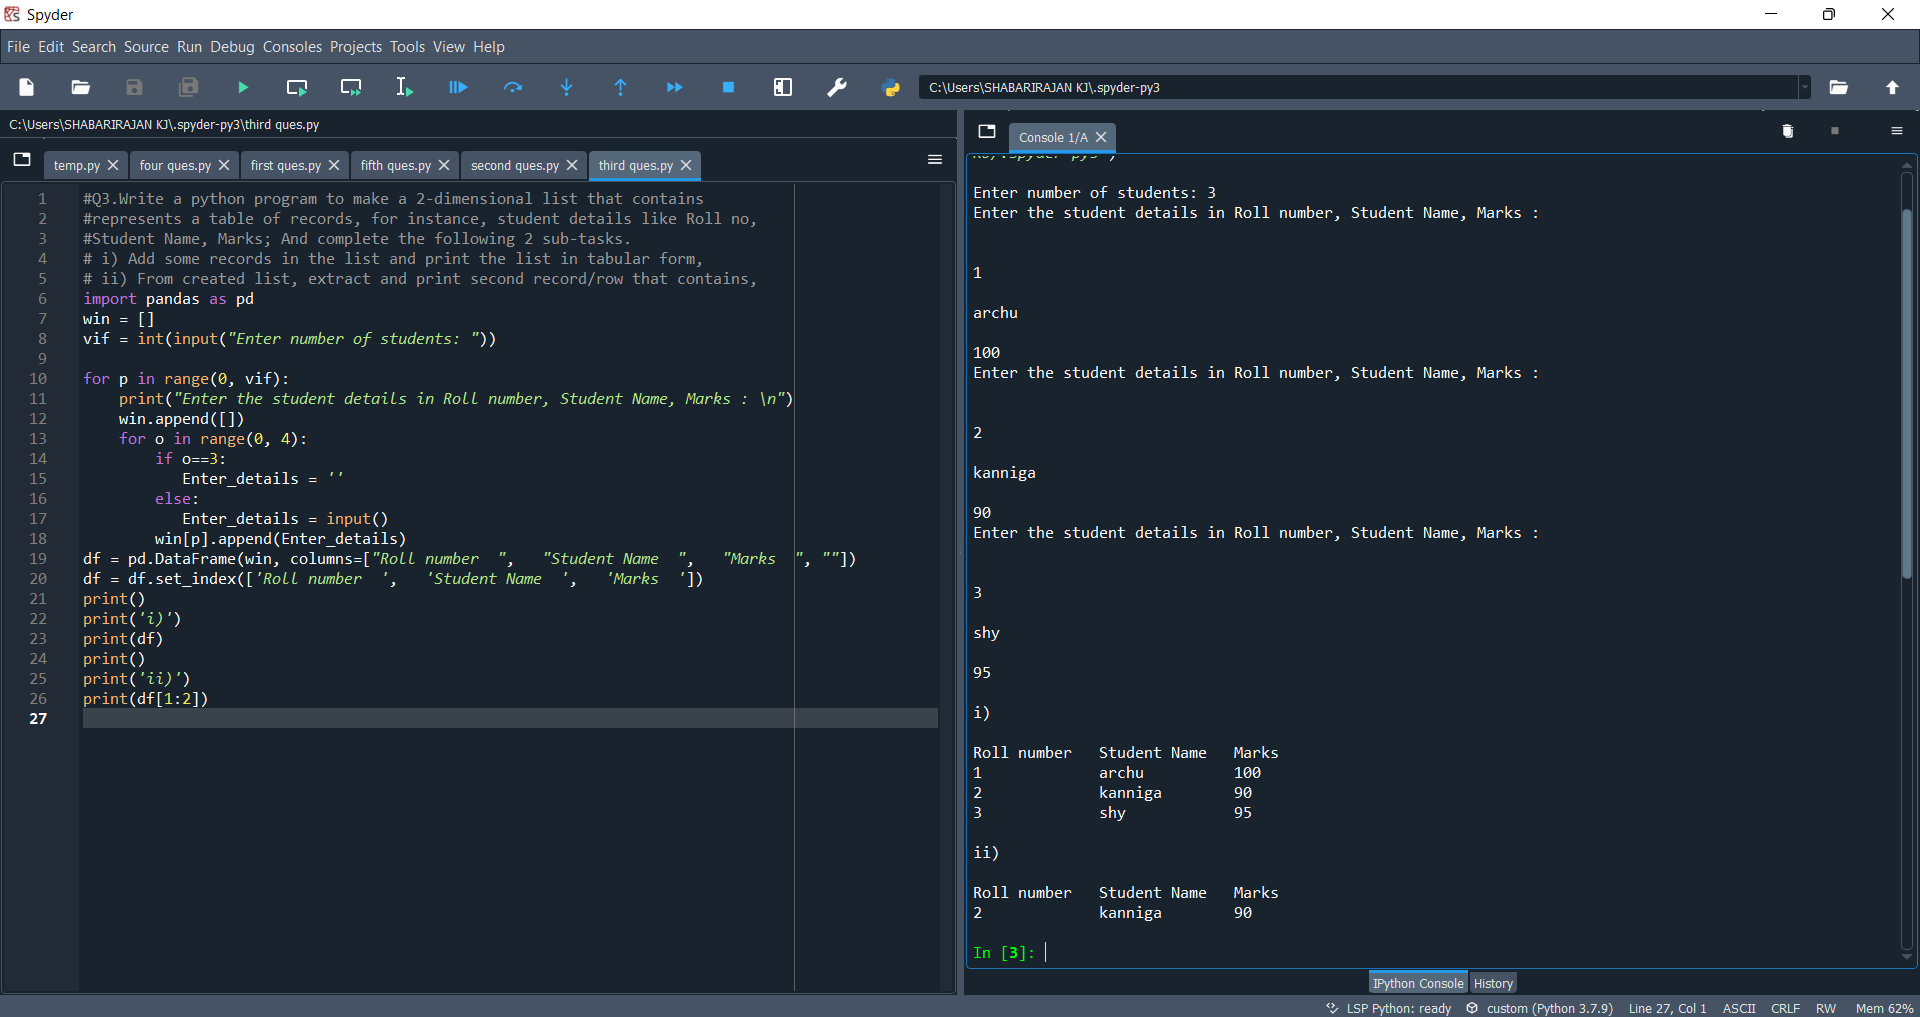 Spyder
File Edit Search Source Run Debug Consoles Projects Tools View Help
C:\Users\SHABARIRAJAN KJ\.spyder-py3
C:\Users\SHABARIRAJAN KJ\.spyder-py3\third ques.py
temp.py four ques.py first ques.py fifth ques.py second ques.py third ques.py
1 #Q3.Write a python program to make a 2-dimensional list that contains
2 #represents a table of records, for instance, student details like Roll no,
3 #Student Name, Marks; And complete the following 2 sub-tasks.
4 # i) Add some records in the list and print the list in tabular form,
5 # ii) From created list, extract and print second record/row that contains,
6 import pandas as pd
7 win = []
8 vif = int(input("Enter number of students: "))
9
10 for p in range(0, vif):
11     print("Enter the student details in Roll number, Student Name, Marks : \n")
12     win.append([])
13     for o in range(0, 4):
14         if o==3:
15            Enter_details = ''
16         else:
17            Enter_details = input()
18         win[p].append(Enter_details)
19 df = pd.DataFrame(win, columns=["Roll number  ",   "Student Name  ",   "Marks  ", ""])
20 df = df.set_index(['Roll number  ',   'Student Name  ',   'Marks  '])
21 print()
22 print('i)')
23 print(df)
24 print()
25 print('ii)')
26 print(df[1:2])
27
Console 1/A
Enter number of students: 3
Enter the student details in Roll number, Student Name, Marks :
1
archu
100
Enter the student details in Roll number, Student Name, Marks :
2
kanniga
90
Enter the student details in Roll number, Student Name, Marks :
3
shy
95
i)
Roll number   Student Name   Marks
1             archu          100
2             kanniga        90
3             shy            95
ii)
Roll number   Student Name   Marks
2             kanniga        90
In [3]:
IPython Console History
LSP Python: ready custom (Python 3.7.9) Line 27, Col 1 ASCII CRLF RW Mem 62%